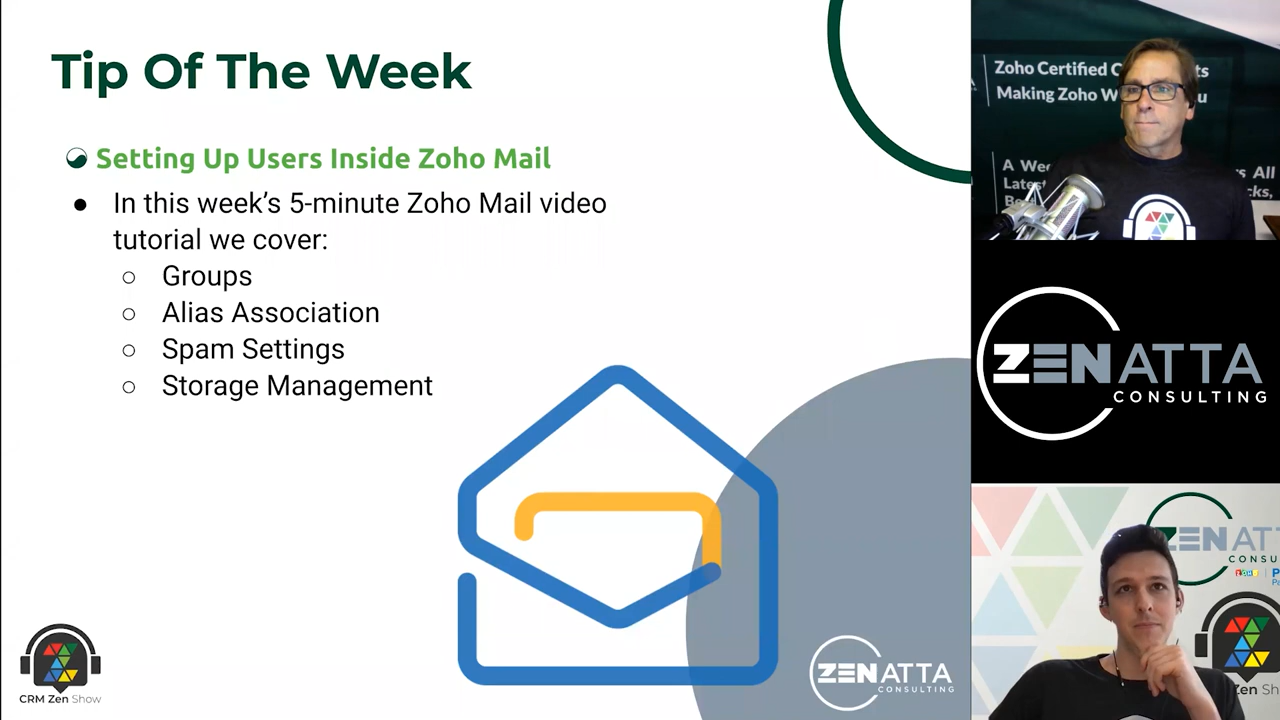 Tip Of The Week
Setting Up Users Inside Zoho Mail
● In this week's 5-minute Zoho Mail video
tutorial we cover:
○ Groups
○ Alias Association
○ Spam Settings
○ Storage Management
CRM Zen Show
ZENATTA
CONSULTING
Zoho Certified
Making Zoho
ZENATTA
CONSULTING
ZENATTA